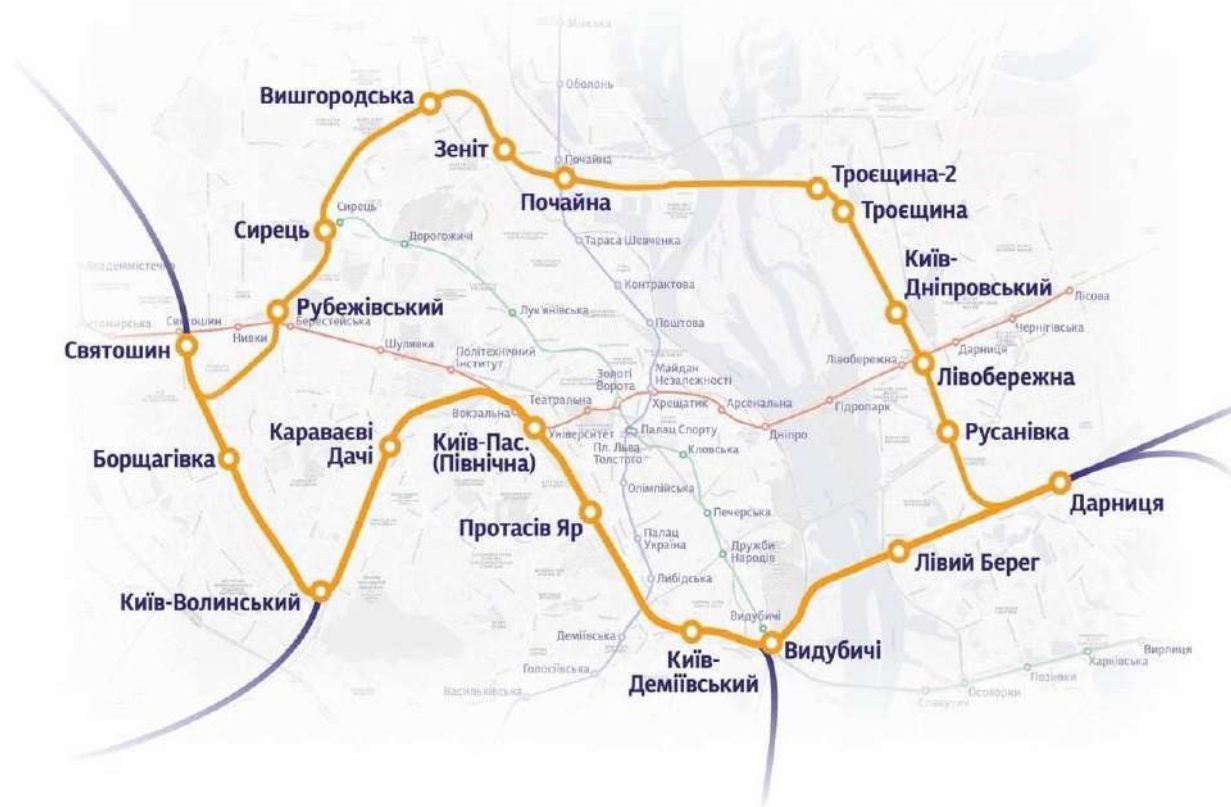 Мінська
Оболонь
Вишгородська
Зеніт
Почайна
Почайна
Троєщина-2
Троєщина
Сирець
Сирець
Дорогожичі
Тараса Шевченка
Контрактова
Київ-
Дніпровський
Лісова
Чернігівська
Дарниця
Академмістечко
Рубежівський
Лук'янівська
Поштова
Житомирська
Святошин
Нивки
Берестейська
Святошин
Шулявка
Політехнічний
Інститут
Золоті
Ворота
Майдан
Незалежності
Лівобережна
Лівобережна
Театральна
Хрещатик
Арсенальна
Гідропарк
Вокзальна
Університет
Палац Спорту
Дніпро
Караваєві
Дачі
Київ-Пас.
(Північна)
Пл. Льва
Толстого
Кловська
Русанівка
Борщагівка
Олімпійська
Дарниця
Протасів Яр
Печерська
Палац
Україна
Дружби
Народів
Лівий Берег
Київ-Волинський
Либідська
Видубичі
Деміївська
Видубичі
Голосіївська
Київ-
Деміївський
Васильківська
Славутич
Осокорки
Позняки
Харківська
Вирлиця